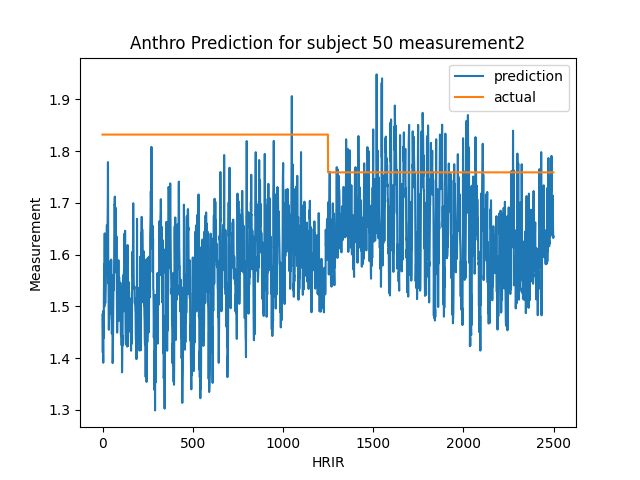 Anthro Prediction for subject 50 measurement2
prediction
actual
Measurement
1.9
1.8
1.7
1.6
1.5
1.4
1.3
0
500
1000
1500
2000
2500
HRIR